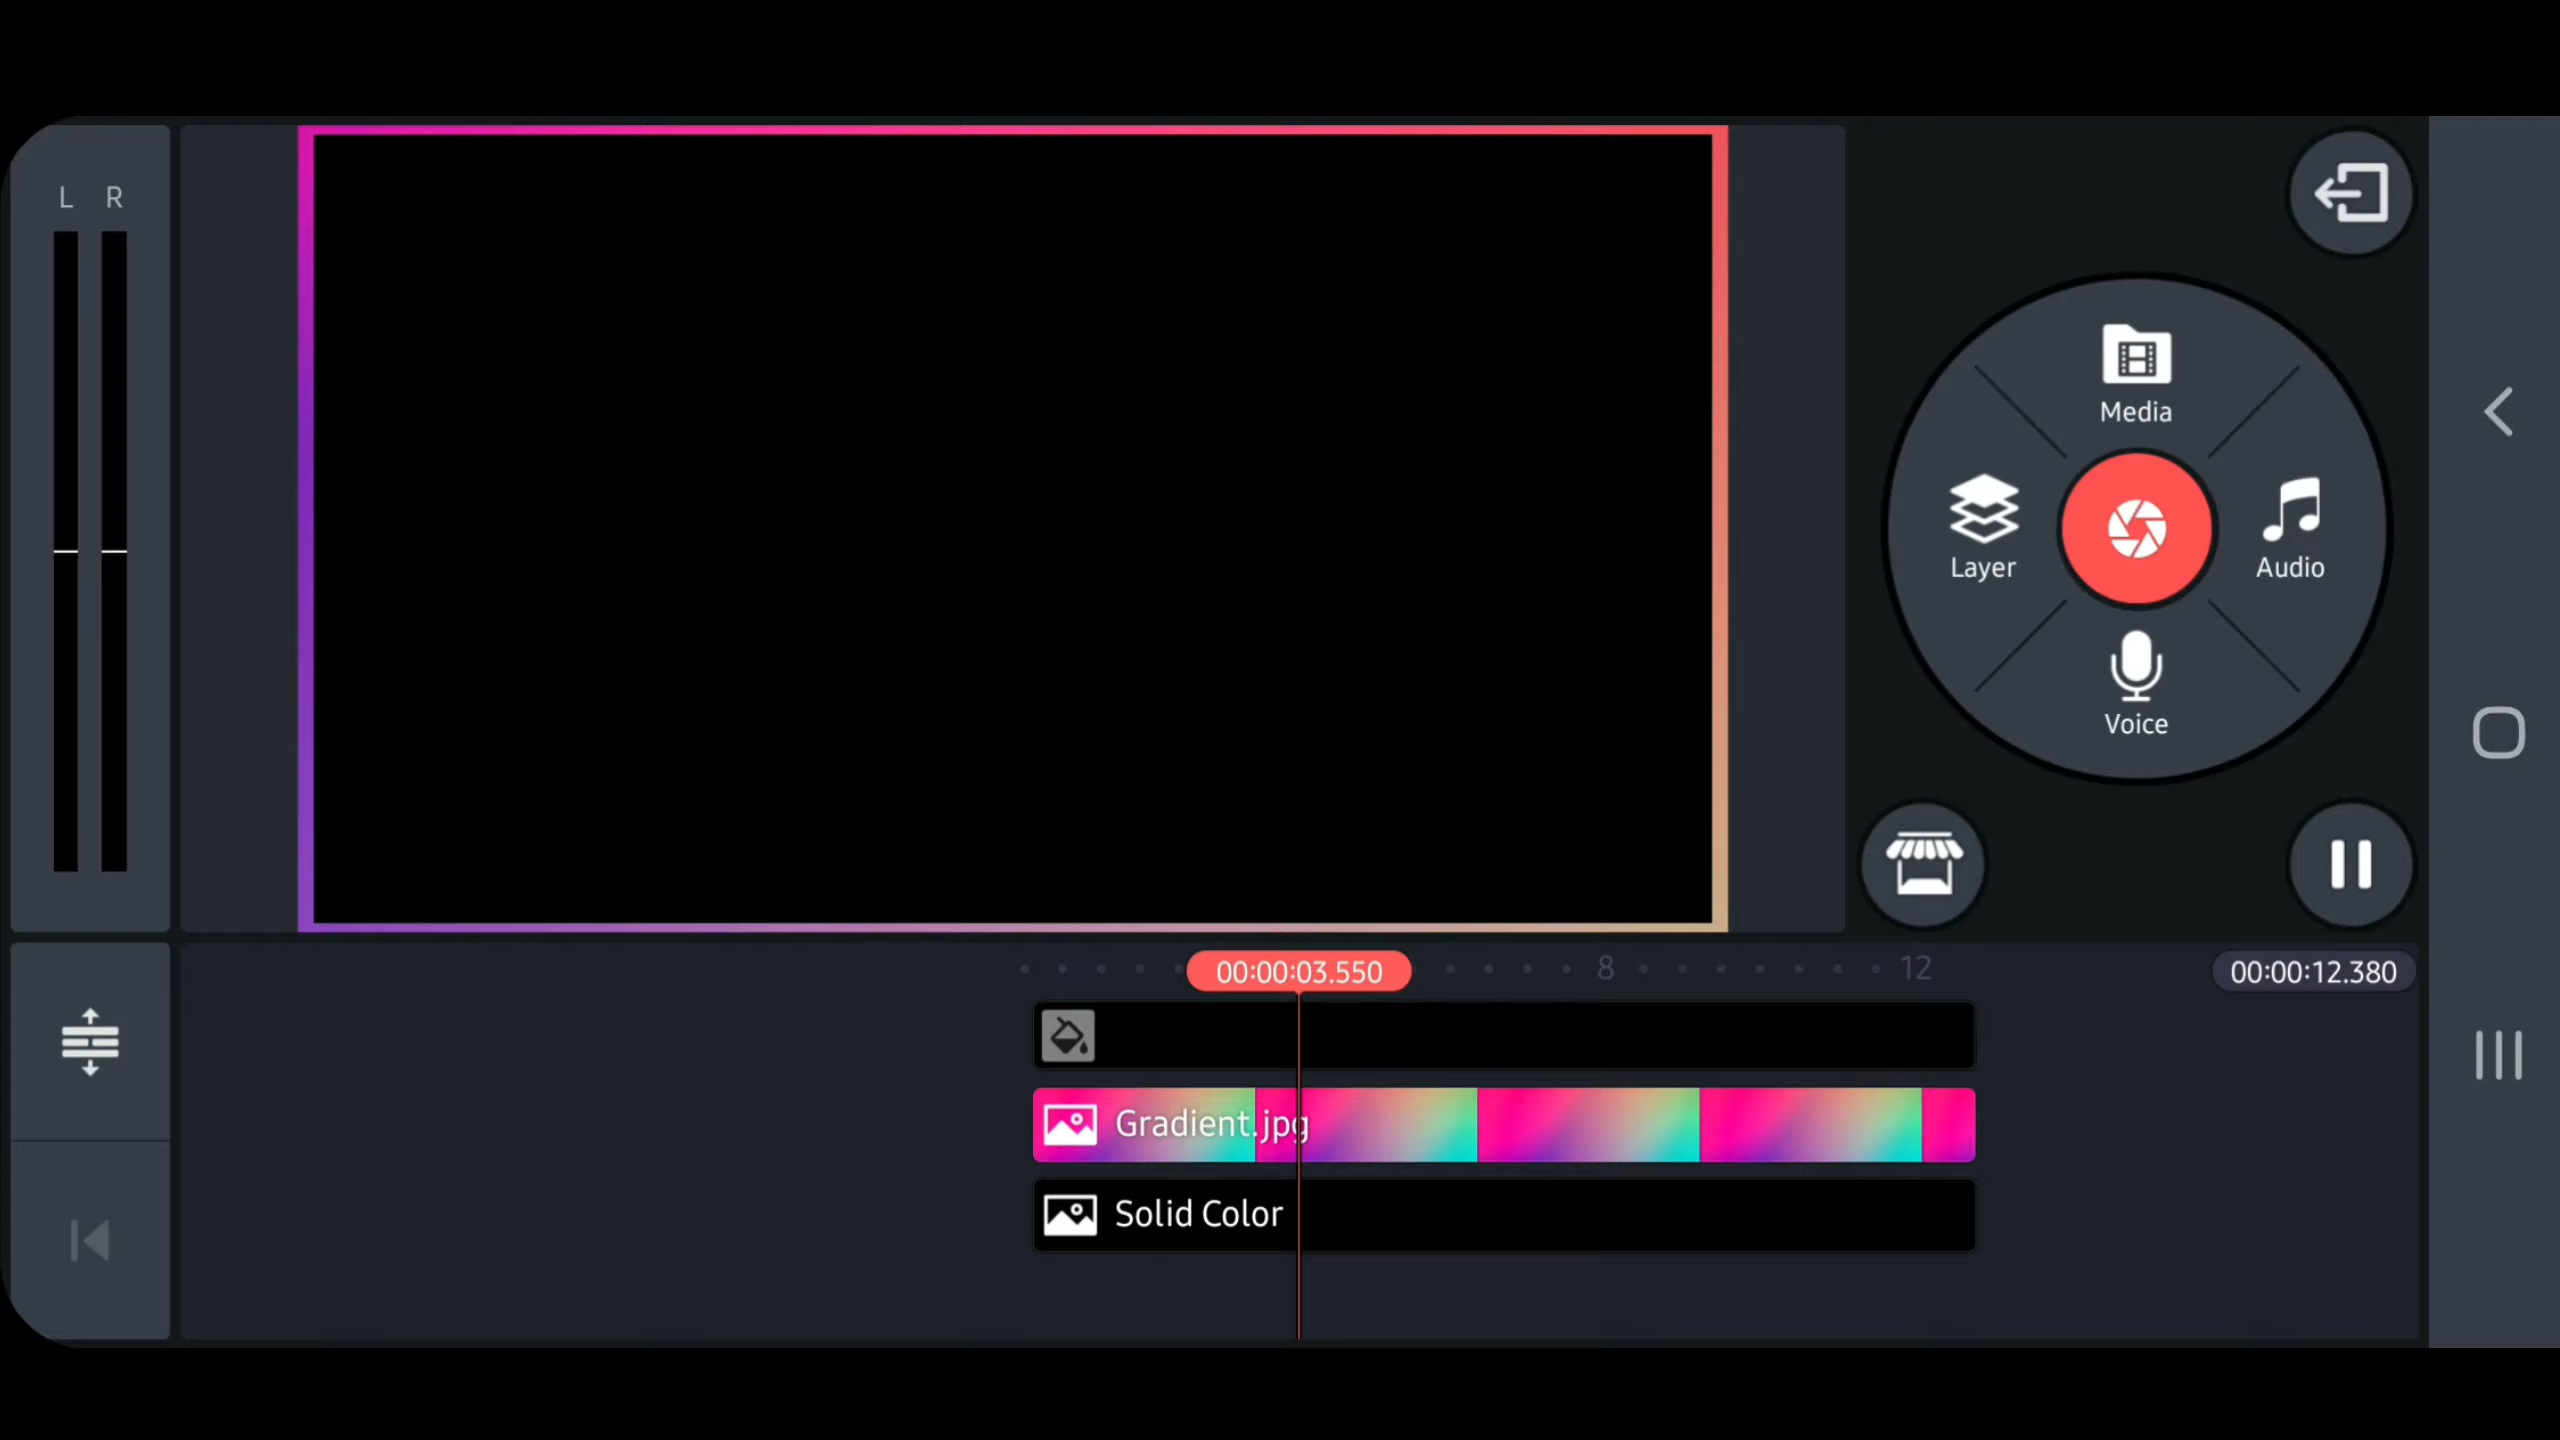 L R
Media
Layer
Audio
Voice
00:00:03.550
8
12
00:00:12.380
Gradient.jpg
Solid Color